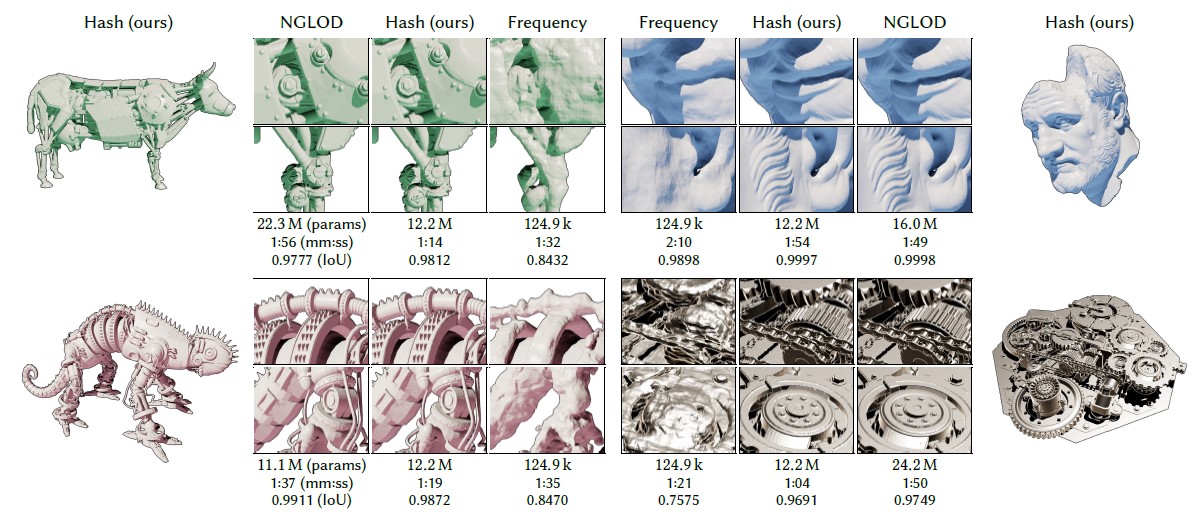 Hash (ours) NGLOD Hash (ours) Frequency Frequency Hash (ours) NGLOD Hash (ours)
22.3 M (params) 12.2 M 124.9 k 124.9 k 12.2 M 16.0 M
1:56 (mm:ss) 1:14 1:32 2:10 1:54 1:49
0.9777 (IoU) 0.9812 0.8432 0.9898 0.9997 0.9998
11.1 M (params) 12.2 M 124.9 k 124.9 k 12.2 M 24.2 M
1:37 (mm:ss) 1:19 1:35 1:21 1:04 1:50
0.9911 (IoU) 0.9872 0.8470 0.7575 0.9691 0.9749